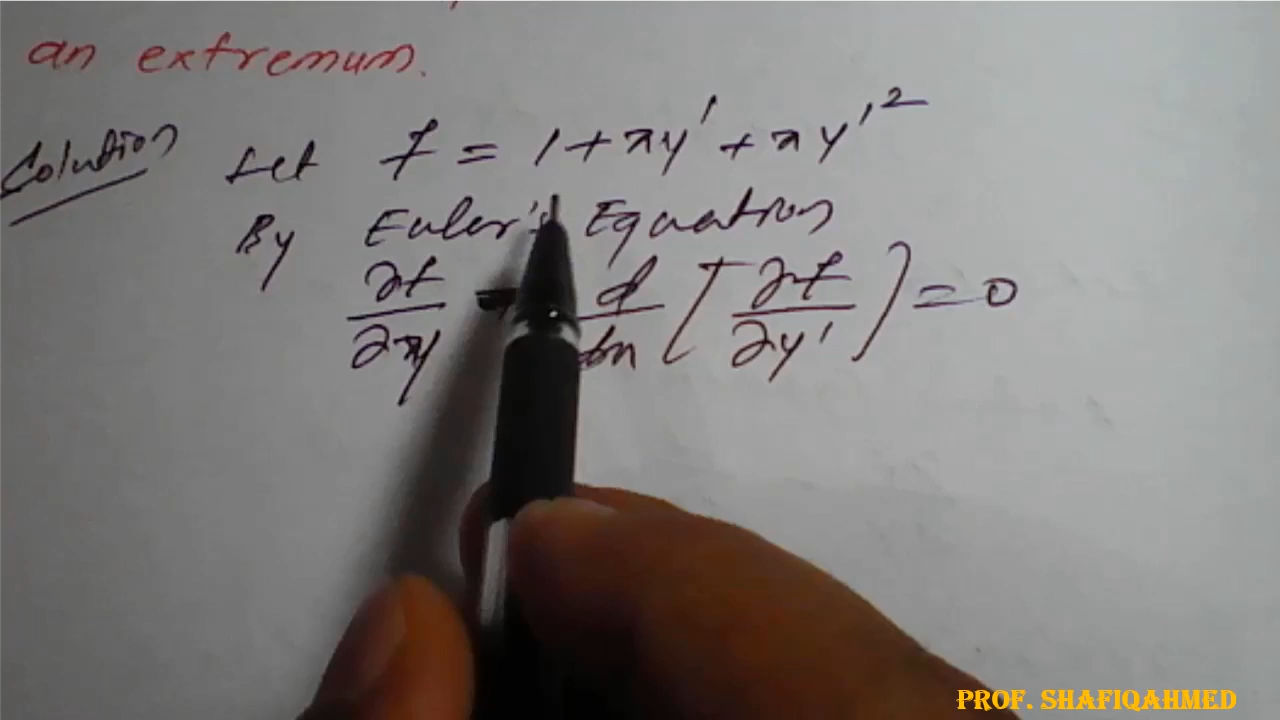 an extremum.
Solution Let f = 1 + xy' + xy'²
By Euler's Equation
∂f/∂y - d/dx [∂f/∂y'] = 0
PROF. SHAFIQAHMED